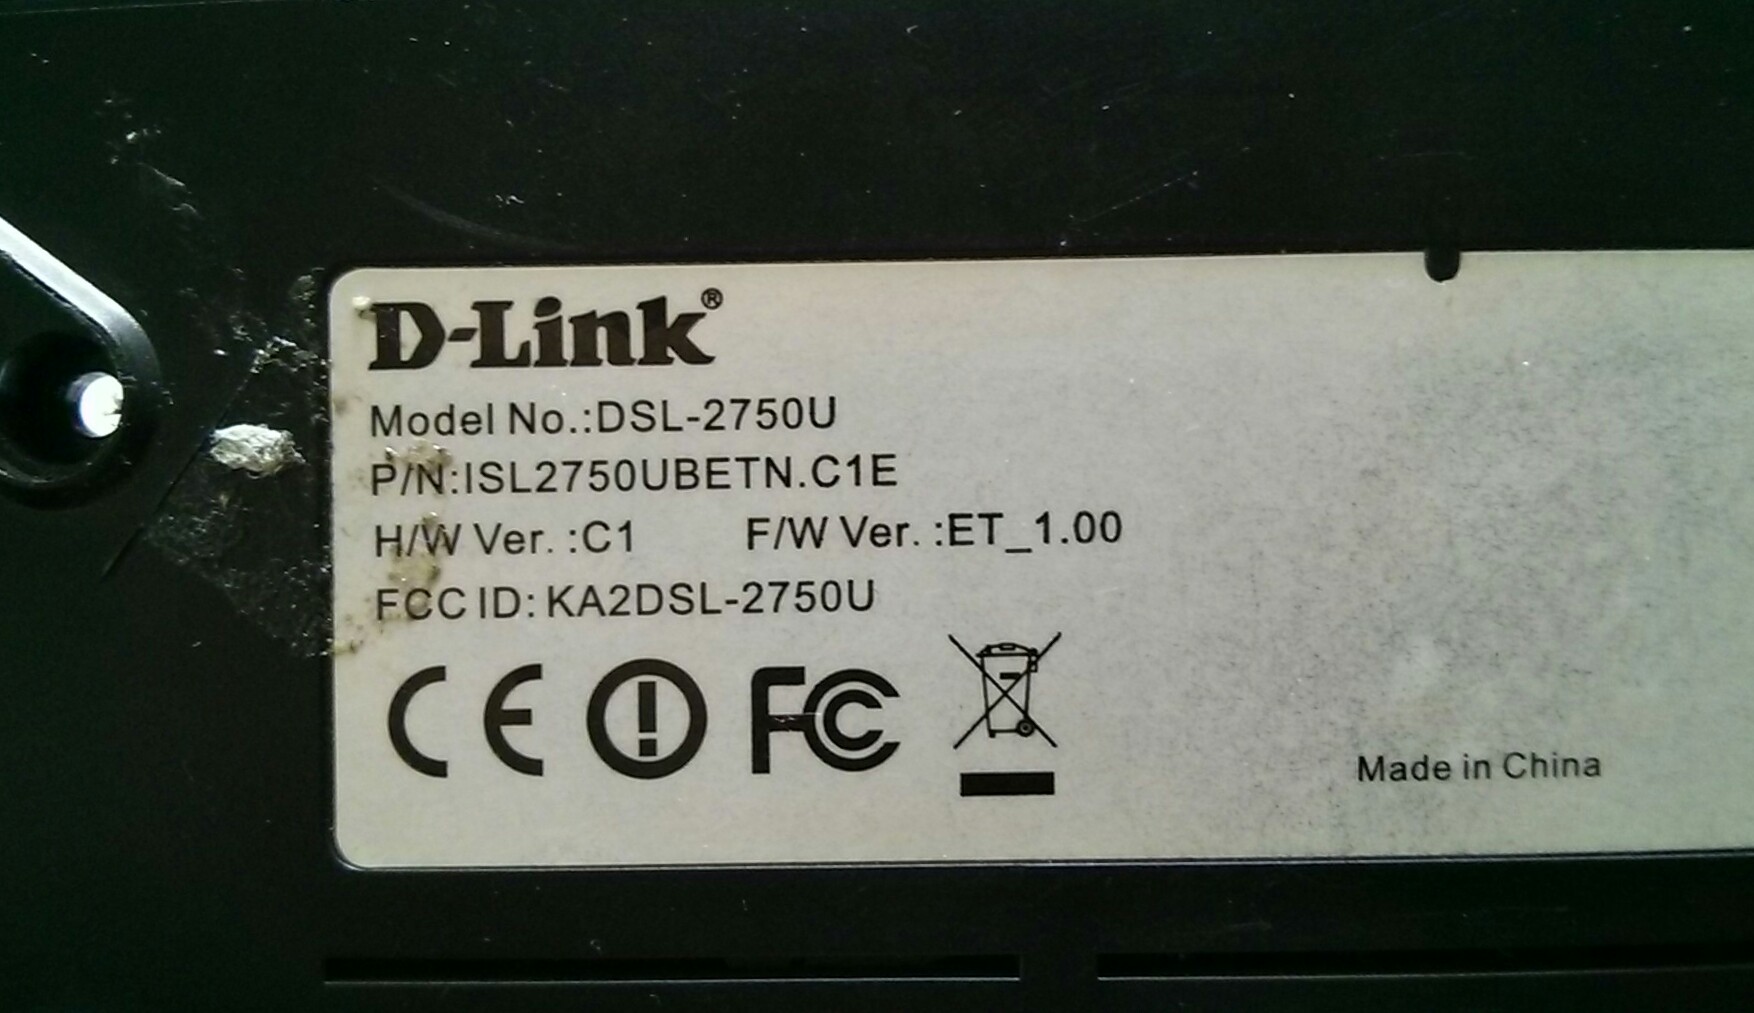 D-Link®
Model No.:DSL-2750U
P/N:ISL2750UBETN.C1E
H/W Ver. :C1 F/W Ver. :ET_1.00
FCC ID: KA2DSL-2750U
CE FC
Made in China